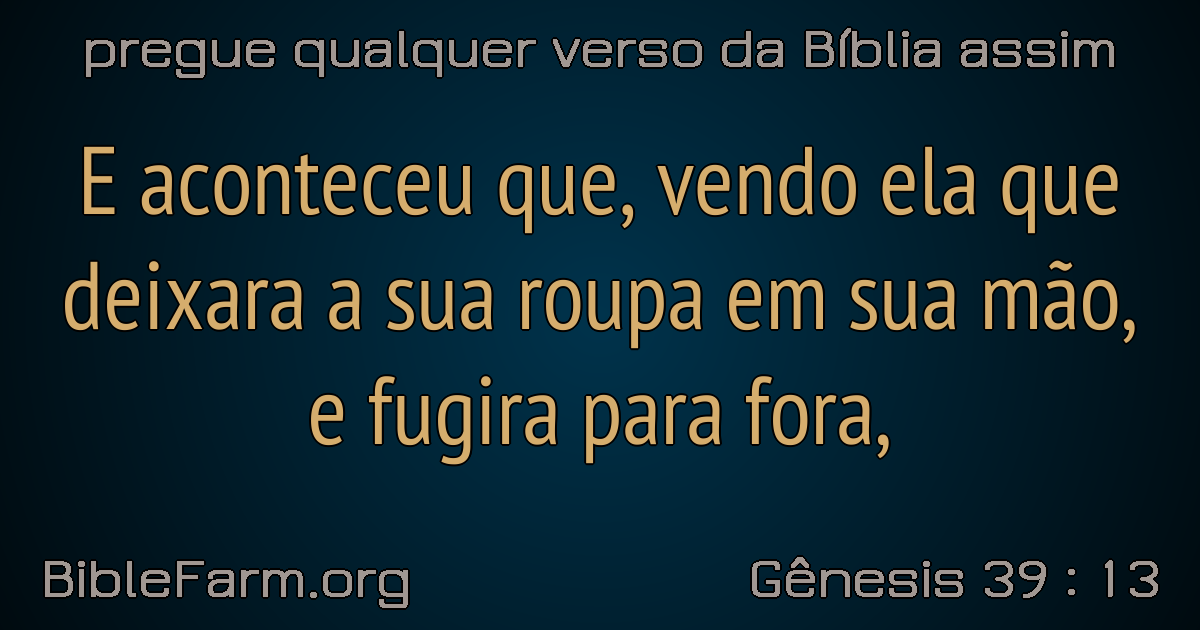 pregue qualquer verso da Bíblia assim
E aconteceu que, vendo ela que
deixara a sua roupa em sua mão,
e fugira para fora,
BibleFarm.org
Gênesis 39 : 13